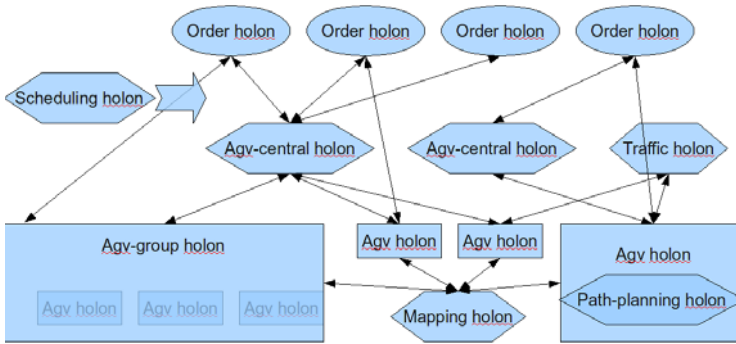 Order holon
Order holon
Order holon
Order holon
Scheduling holon
Agv-central holon
Agv-central holon
Traffic holon
Agv-group holon
Agv holon
Agv holon
Agv holon
Agv holon
Agv holon
Agv holon
Path-planning holon
Mapping holon